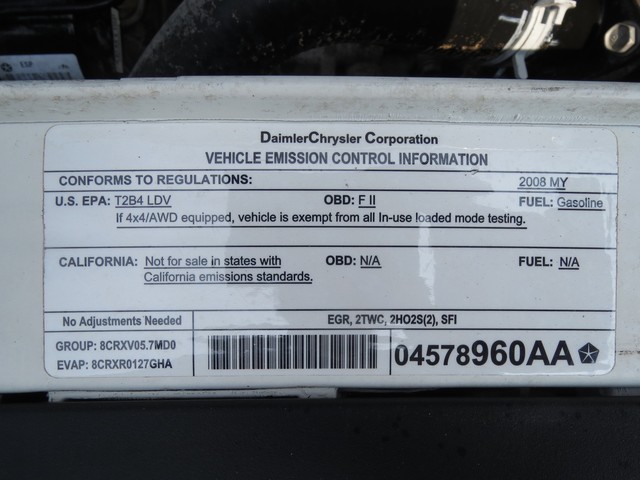 ESP
DaimlerChrysler Corporation
VEHICLE EMISSION CONTROL INFORMATION
CONFORMS TO REGULATIONS: 2008 MY
U.S. EPA: T2B4 LDV OBD: F II FUEL: Gasoline
If 4x4/AWD equipped, vehicle is exempt from all In-use loaded mode testing.
CALIFORNIA: Not for sale in states with California emissions standards. OBD: N/A FUEL: N/A
No Adjustments Needed EGR, 2TWC, 2HO2S(2), SFI
GROUP: 8CRXV05.7MD0
EVAP: 8CRXR0127GHA
04578960AA